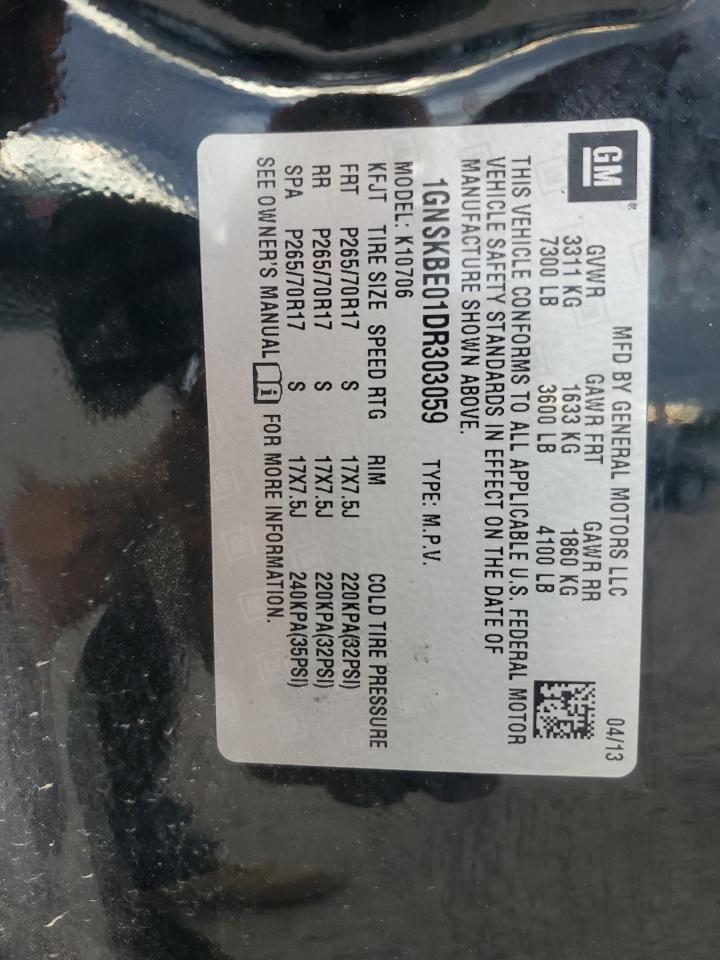 GM
MFD BY GENERAL MOTORS LLC 04/13
GVWR GAWR FRT GAWR RR
3311 KG 1633 KG 1860 KG
7300 LB 3600 LB 4100 LB
THIS VEHICLE CONFORMS TO ALL APPLICABLE U.S. FEDERAL MOTOR
VEHICLE SAFETY STANDARDS IN EFFECT ON THE DATE OF
MANUFACTURE SHOWN ABOVE.
1GNSKBE01DR303059 TYPE: M.P.V.
MODEL: K10706
KFJT TIRE SIZE SPEED RTG RIM COLD TIRE PRESSURE
FRT P265/70R17 S 17X7.5J 220KPA(32PSI)
RR P265/70R17 S 17X7.5J 220KPA(32PSI)
SPA P265/70R17 S 17X7.5J 240KPA(35PSI)
SEE OWNER'S MANUAL i FOR MORE INFORMATION.